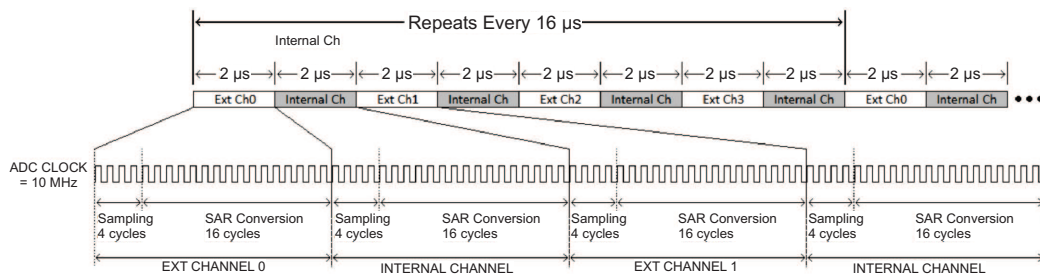 Repeats Every 16 µs
Internal Ch
2 µs 2 µs 2 µs 2 µs 2 µs 2 µs 2 µs 2 µs 2 µs 2 µs
Ext Ch0 Internal Ch Ext Ch1 Internal Ch Ext Ch2 Internal Ch Ext Ch3 Internal Ch Ext Ch0 Internal Ch •••
ADC CLOCK
= 10 MHz
Sampling SAR Conversion Sampling SAR Conversion Sampling SAR Conversion Sampling SAR Conversion
4 cycles 16 cycles 4 cycles 16 cycles 4 cycles 16 cycles 4 cycles 16 cycles
EXT CHANNEL 0 INTERNAL CHANNEL EXT CHANNEL 1 INTERNAL CHANNEL